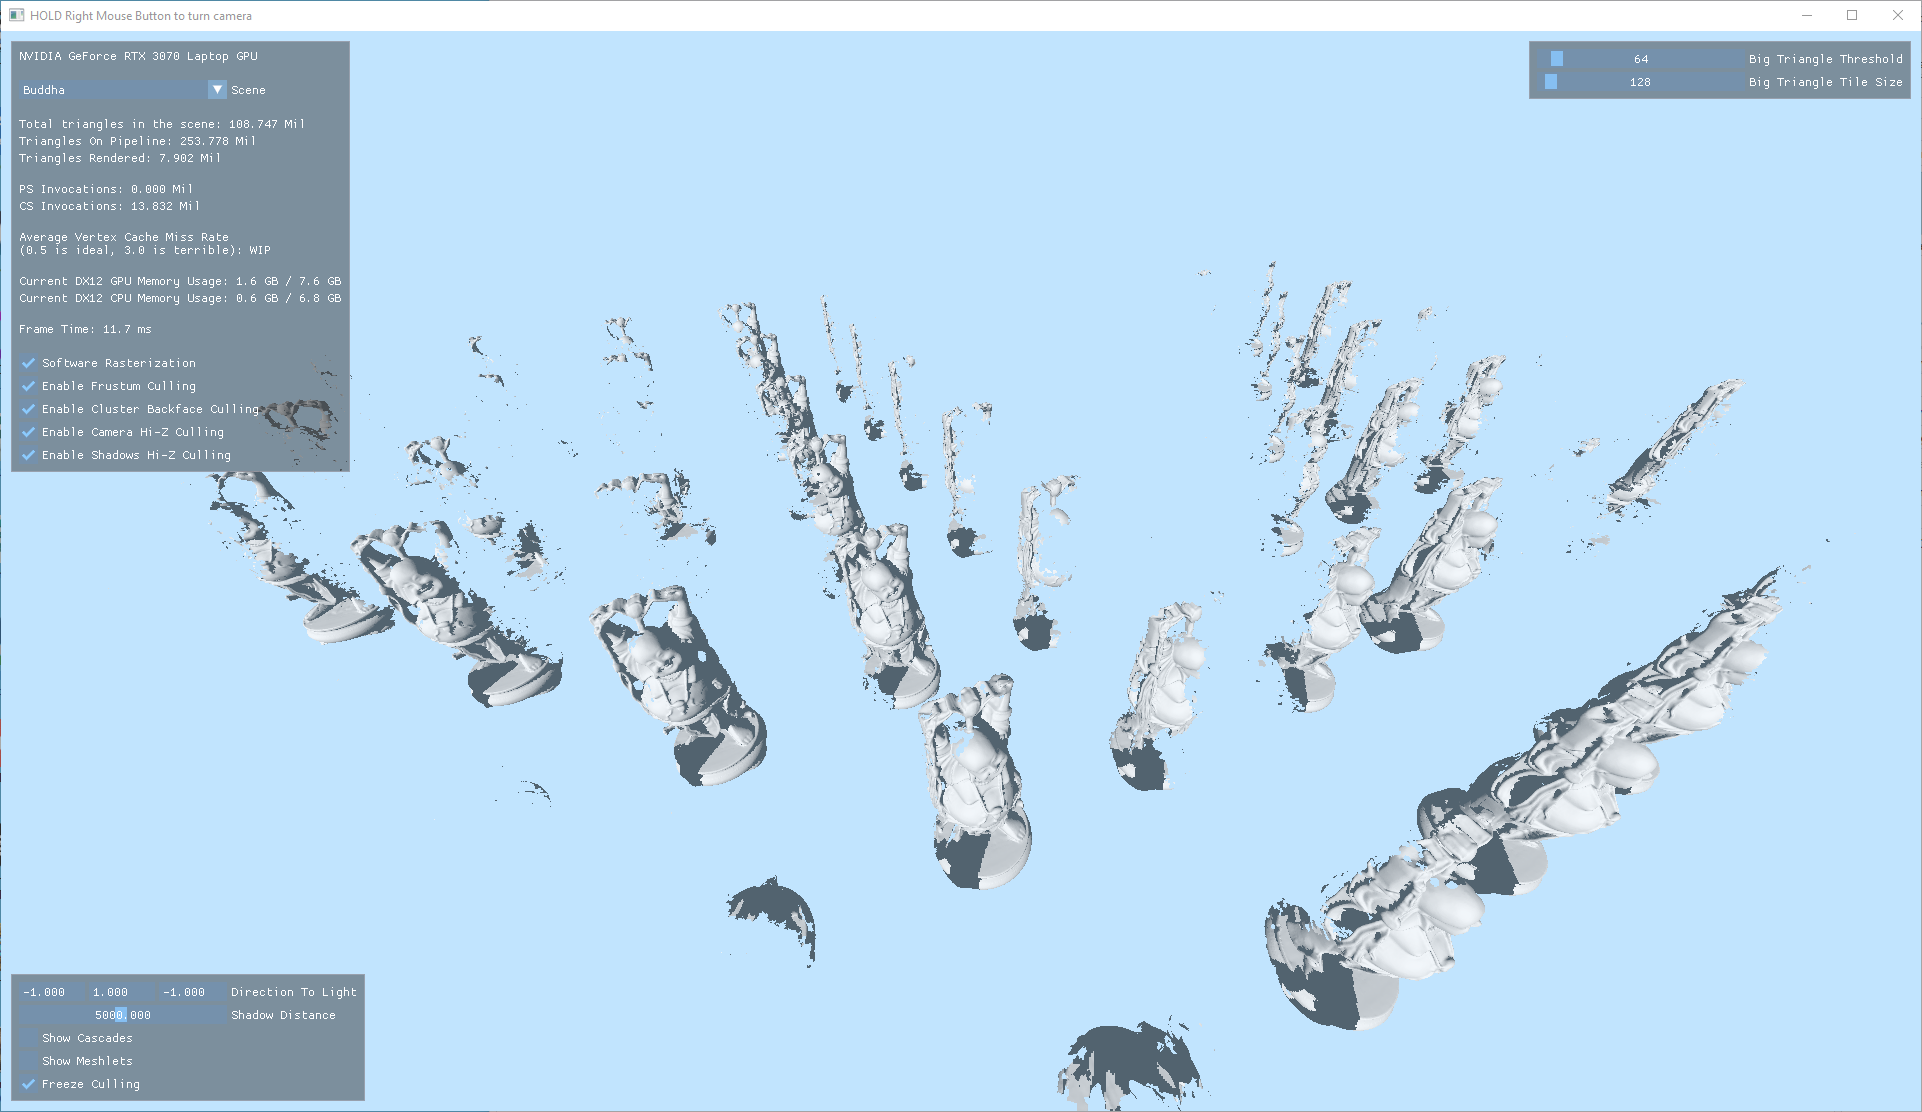 HOLD Right Mouse Button to turn camera
NVIDIA GeForce RTX 3070 Laptop GPU
Buddha Scene
Total triangles in the scene: 108.747 Mil
Triangles On Pipeline: 253.778 Mil
Triangles Rendered: 7.902 Mil
PS Invocations: 0.000 Mil
CS Invocations: 13.832 Mil
Average Vertex Cache Miss Rate
(0.5 is ideal, 3.0 is terrible): WIP
Current DX12 GPU Memory Usage: 1.6 GB / 7.6 GB
Current DX12 CPU Memory Usage: 0.6 GB / 6.8 GB
Frame Time: 11.7 ms
Software Rasterization
Enable Frustum Culling
Enable Cluster Backface Culling
Enable Camera Hi-Z Culling
Enable Shadows Hi-Z Culling
64 Big Triangle Threshold
128 Big Triangle Tile Size
-1.000 1.000 -1.000 Direction To Light
5000.000 Shadow Distance
Show Cascades
Show Meshlets
Freeze Culling